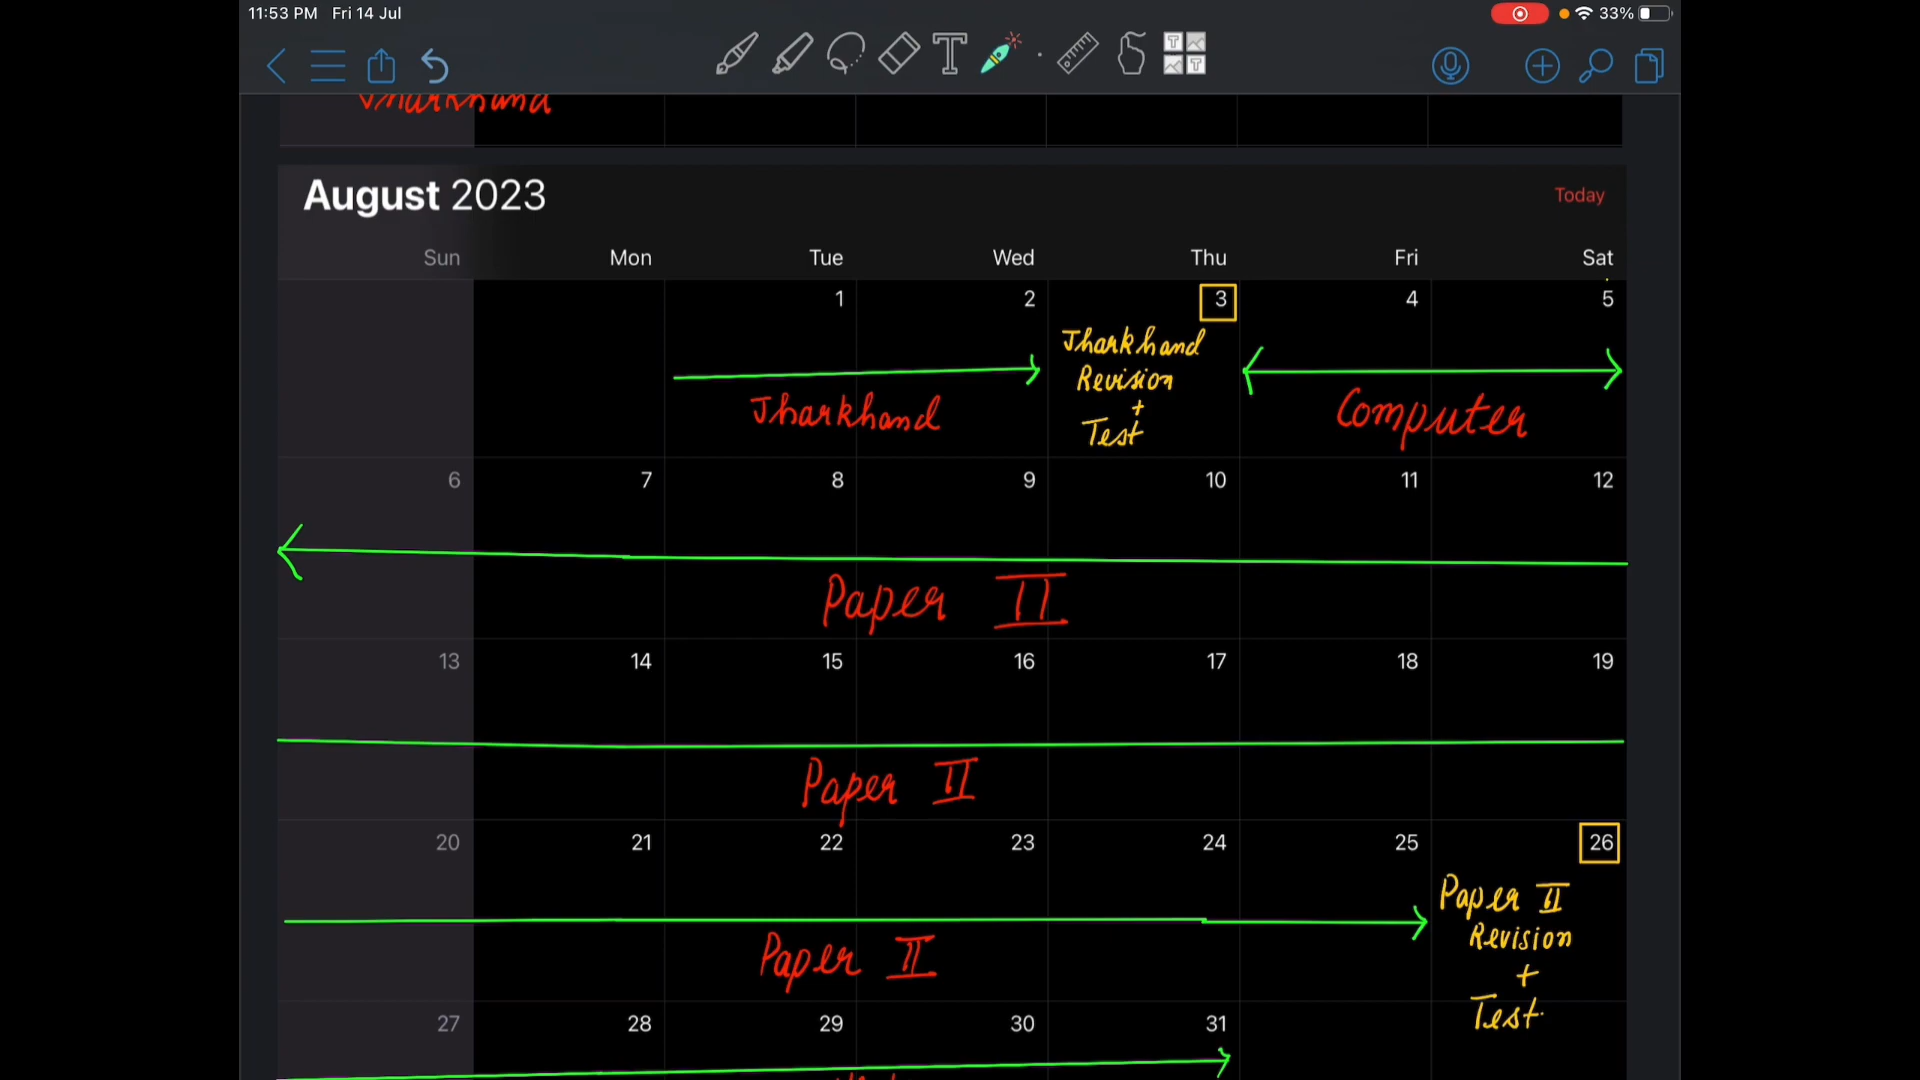 11:53 PM Fri 14 Jul
33%
Jharkhand
August 2023
Today
Sun Mon Tue Wed Thu Fri Sat
1 2 3 4 5
Jharkhand
Revision
+
Test
Jharkhand
Computer
6 7 8 9 10 11 12
Paper II
13 14 15 16 17 18 19
Paper II
20 21 22 23 24 25 26
Paper II
Revision
+
Test
Paper II
27 28 29 30 31